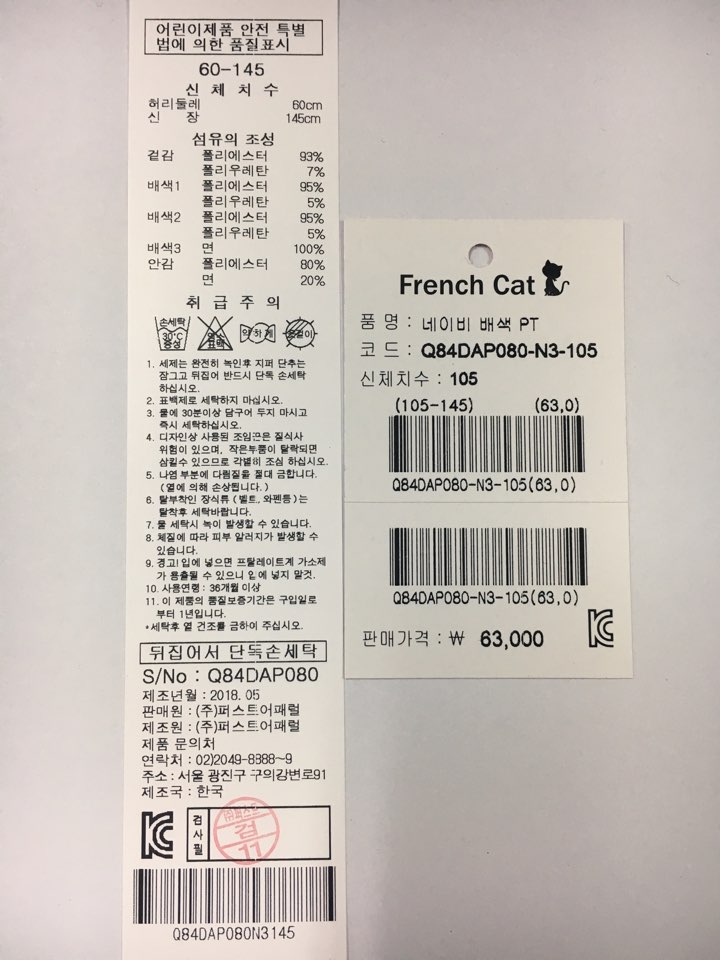 어린이제품 안전 특별
법에 의한 품질표시
60-145
신 체 치 수
허리둘레 60cm
신 장 145cm
섬유의 조성
겉감 폴리에스터 93%
폴리우레탄 7%
배색1 폴리에스터 95%
폴리우레탄 5%
배색2 폴리에스터 95%
폴리우레탄 5%
배색3 면 100%
안감 폴리에스터 80%
면 20%
취 급 주 의
손세탁 30℃ 중성 염소 표백 약하게 옷걸이
1. 세제는 완전히 녹인후 지퍼 단추는
잠그고 뒤집어 반드시 단독 손세탁
하십시오.
2. 표백제로 세탁하지 마십시오.
3. 물에 30분이상 담구어 두지 마시고
즉시 세탁하십시오.
4. 디자인상 사용된 조임끈은 질식사
위험이 있으며, 작은부품이 탈락되면
삼킬수 있으므로 각별히 조심 하십시오.
5. 나염 부분에 다림질을 절대 금합니다.
(열에 의해 손상됩니다.)
6. 탈부착인 장식류 (벨트, 와펜등)는
탈착후 세탁바랍니다.
7. 물 세탁시 녹이 발생할 수 있습니다.
8. 체질에 따라 피부 알러지가 발생할 수
있습니다.
9. 경고! 입에 넣으면 프탈레이트계 가소제
가 용출될 수 있으니 입에 넣지 말것.
10. 사용연령 : 36개월 이상
11. 이 제품의 품질보증기간은 구입일로
부터 1년입니다.
*세탁후 열 건조를 금하여 주십시오.
뒤집어서 단독손세탁
S/No : Q84DAP080
제조년월 : 2018. 05
판매원 : (주)퍼스트어패럴
제조원 : (주)퍼스트어패럴
제품 문의처
연락처 : 02)2049-8888~9
주소 : 서울 광진구 구의강변로91
제조국 : 한국
검사필
(주)퍼스트
검
11
Q84DAP080N3145
French Cat
품 명 : 네이비 배색 PT
코 드 : Q84DAP080-N3-105
신체치수 : 105
(105-145) (63,0)
Q84DAP080-N3-105(63,0)
Q84DAP080-N3-105(63,0)
판매가격 : ₩ 63,000